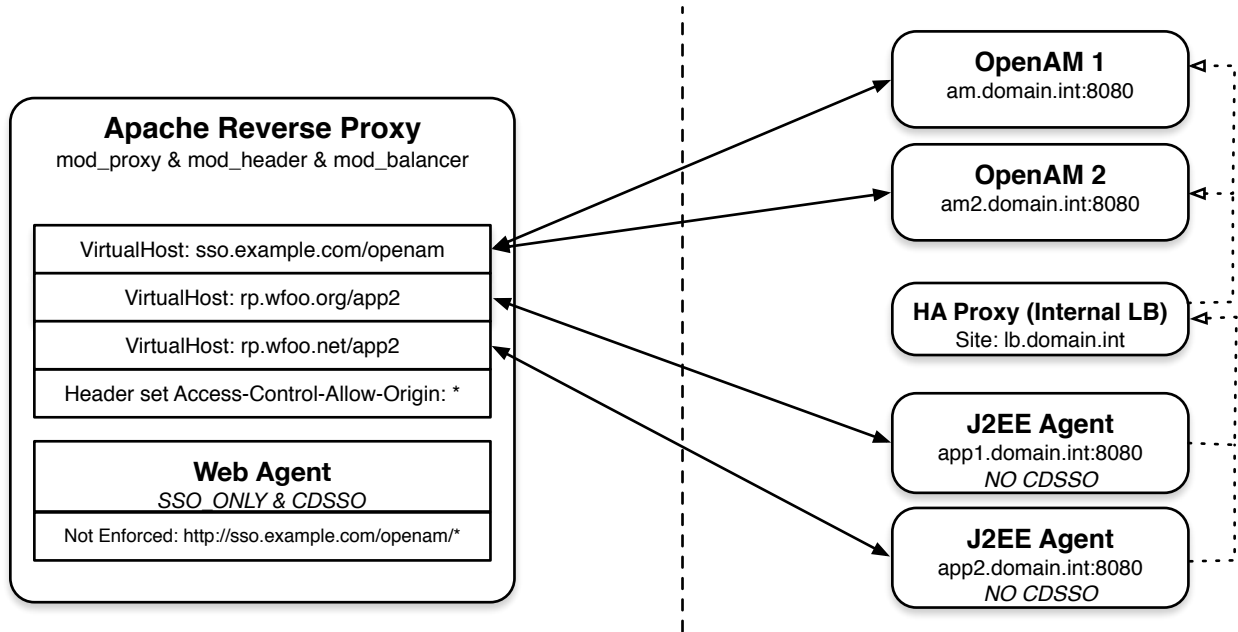 Apache Reverse Proxy
mod_proxy & mod_header & mod_balancer
VirtualHost: sso.example.com/openam
VirtualHost: rp.wfoo.org/app2
VirtualHost: rp.wfoo.net/app2
Header set Access-Control-Allow-Origin: *
Web Agent
SSO_ONLY & CDSSO
Not Enforced: http://sso.example.com/openam/*
OpenAM 1
am.domain.int:8080
OpenAM 2
am2.domain.int:8080
HA Proxy (Internal LB)
Site: lb.domain.int
J2EE Agent
app1.domain.int:8080
NO CDSSO
J2EE Agent
app2.domain.int:8080
NO CDSSO